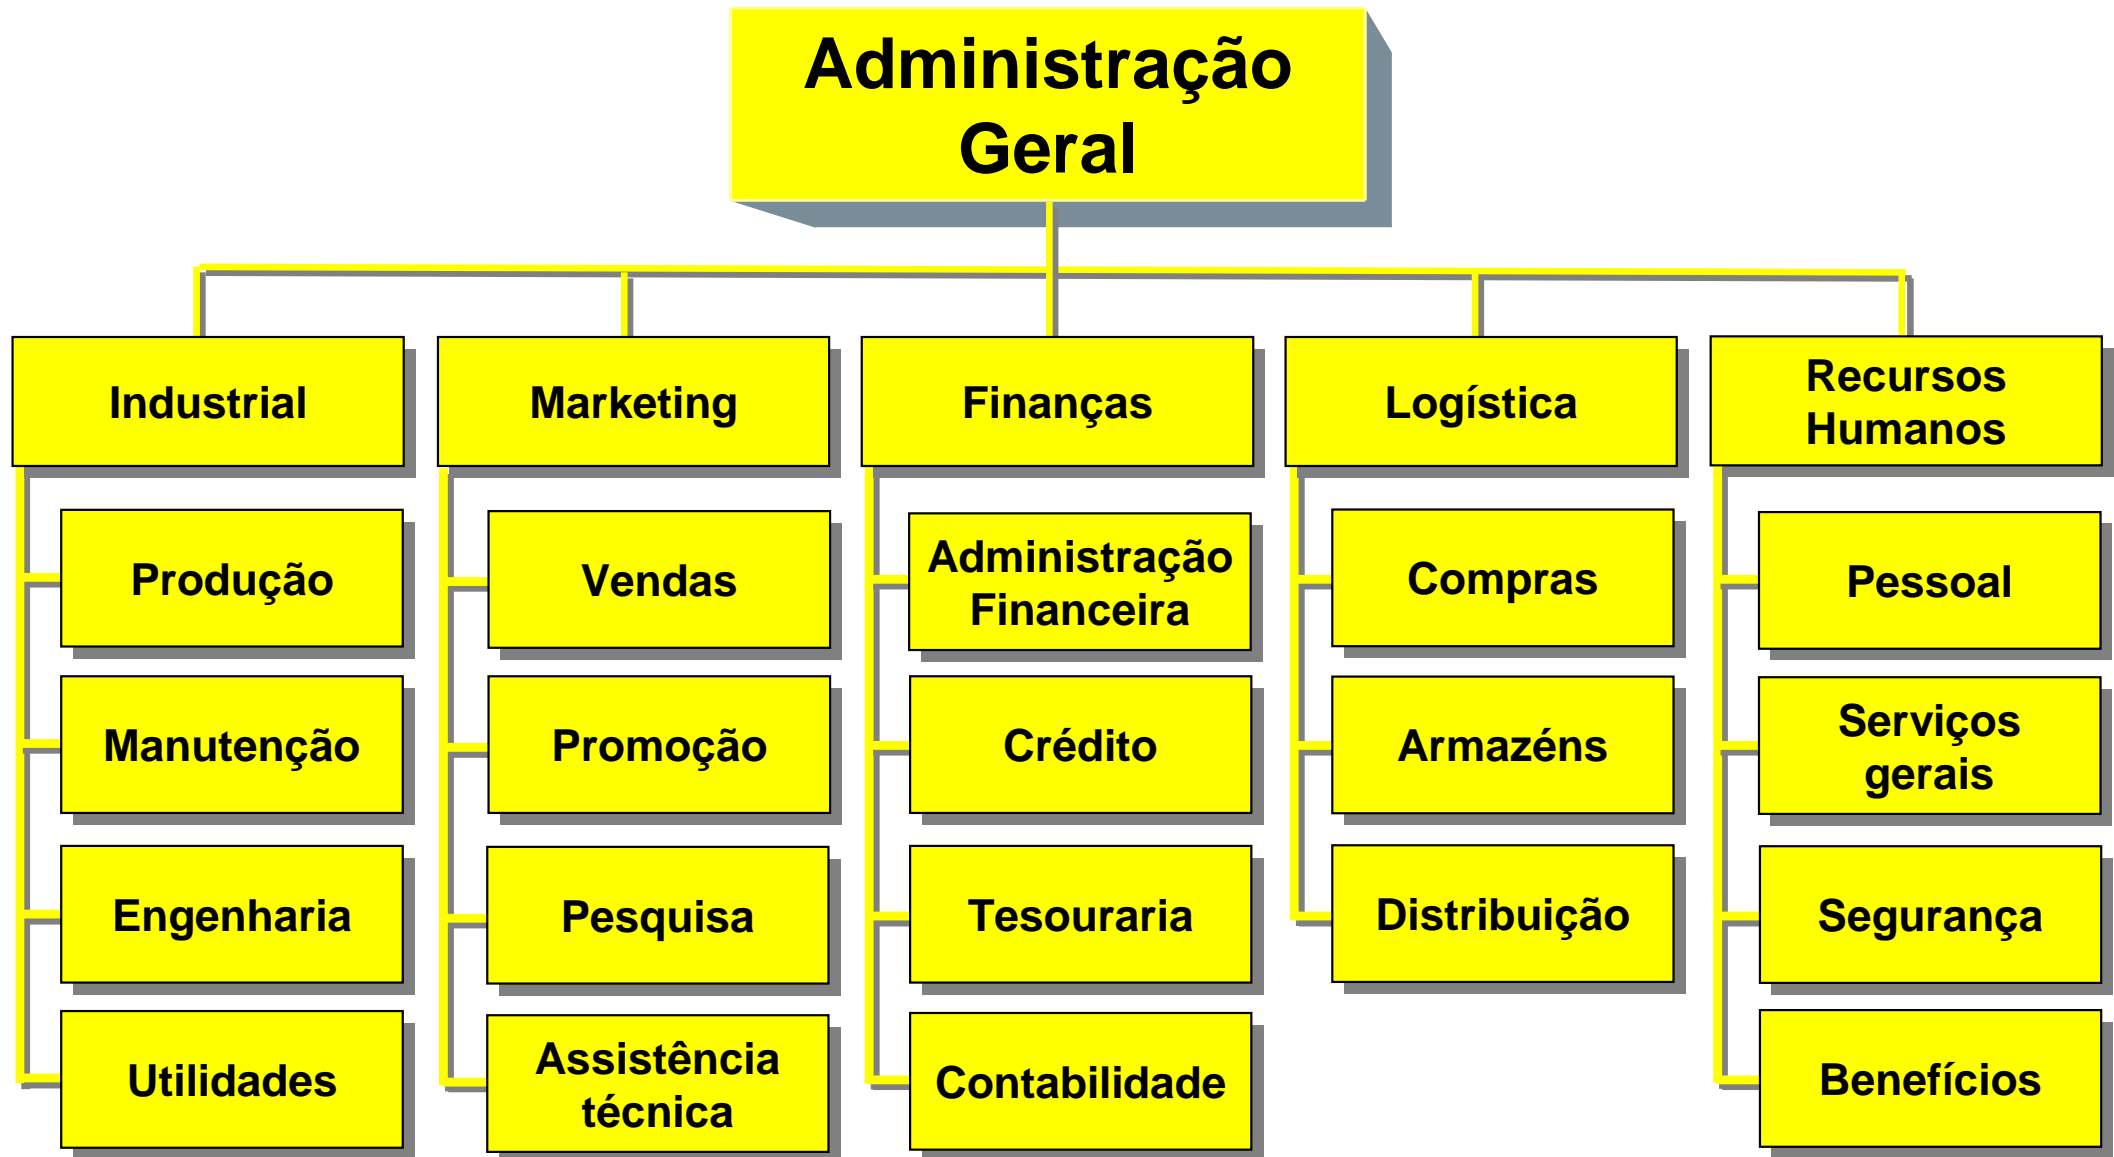 Administração
Geral
Industrial
Marketing
Finanças
Logística
Recursos
Humanos
Produção
Vendas
Administração
Financeira
Compras
Pessoal
Manutenção
Promoção
Crédito
Armazéns
Serviços
gerais
Engenharia
Pesquisa
Tesouraria
Distribuição
Segurança
Utilidades
Assistência
técnica
Contabilidade
Benefícios